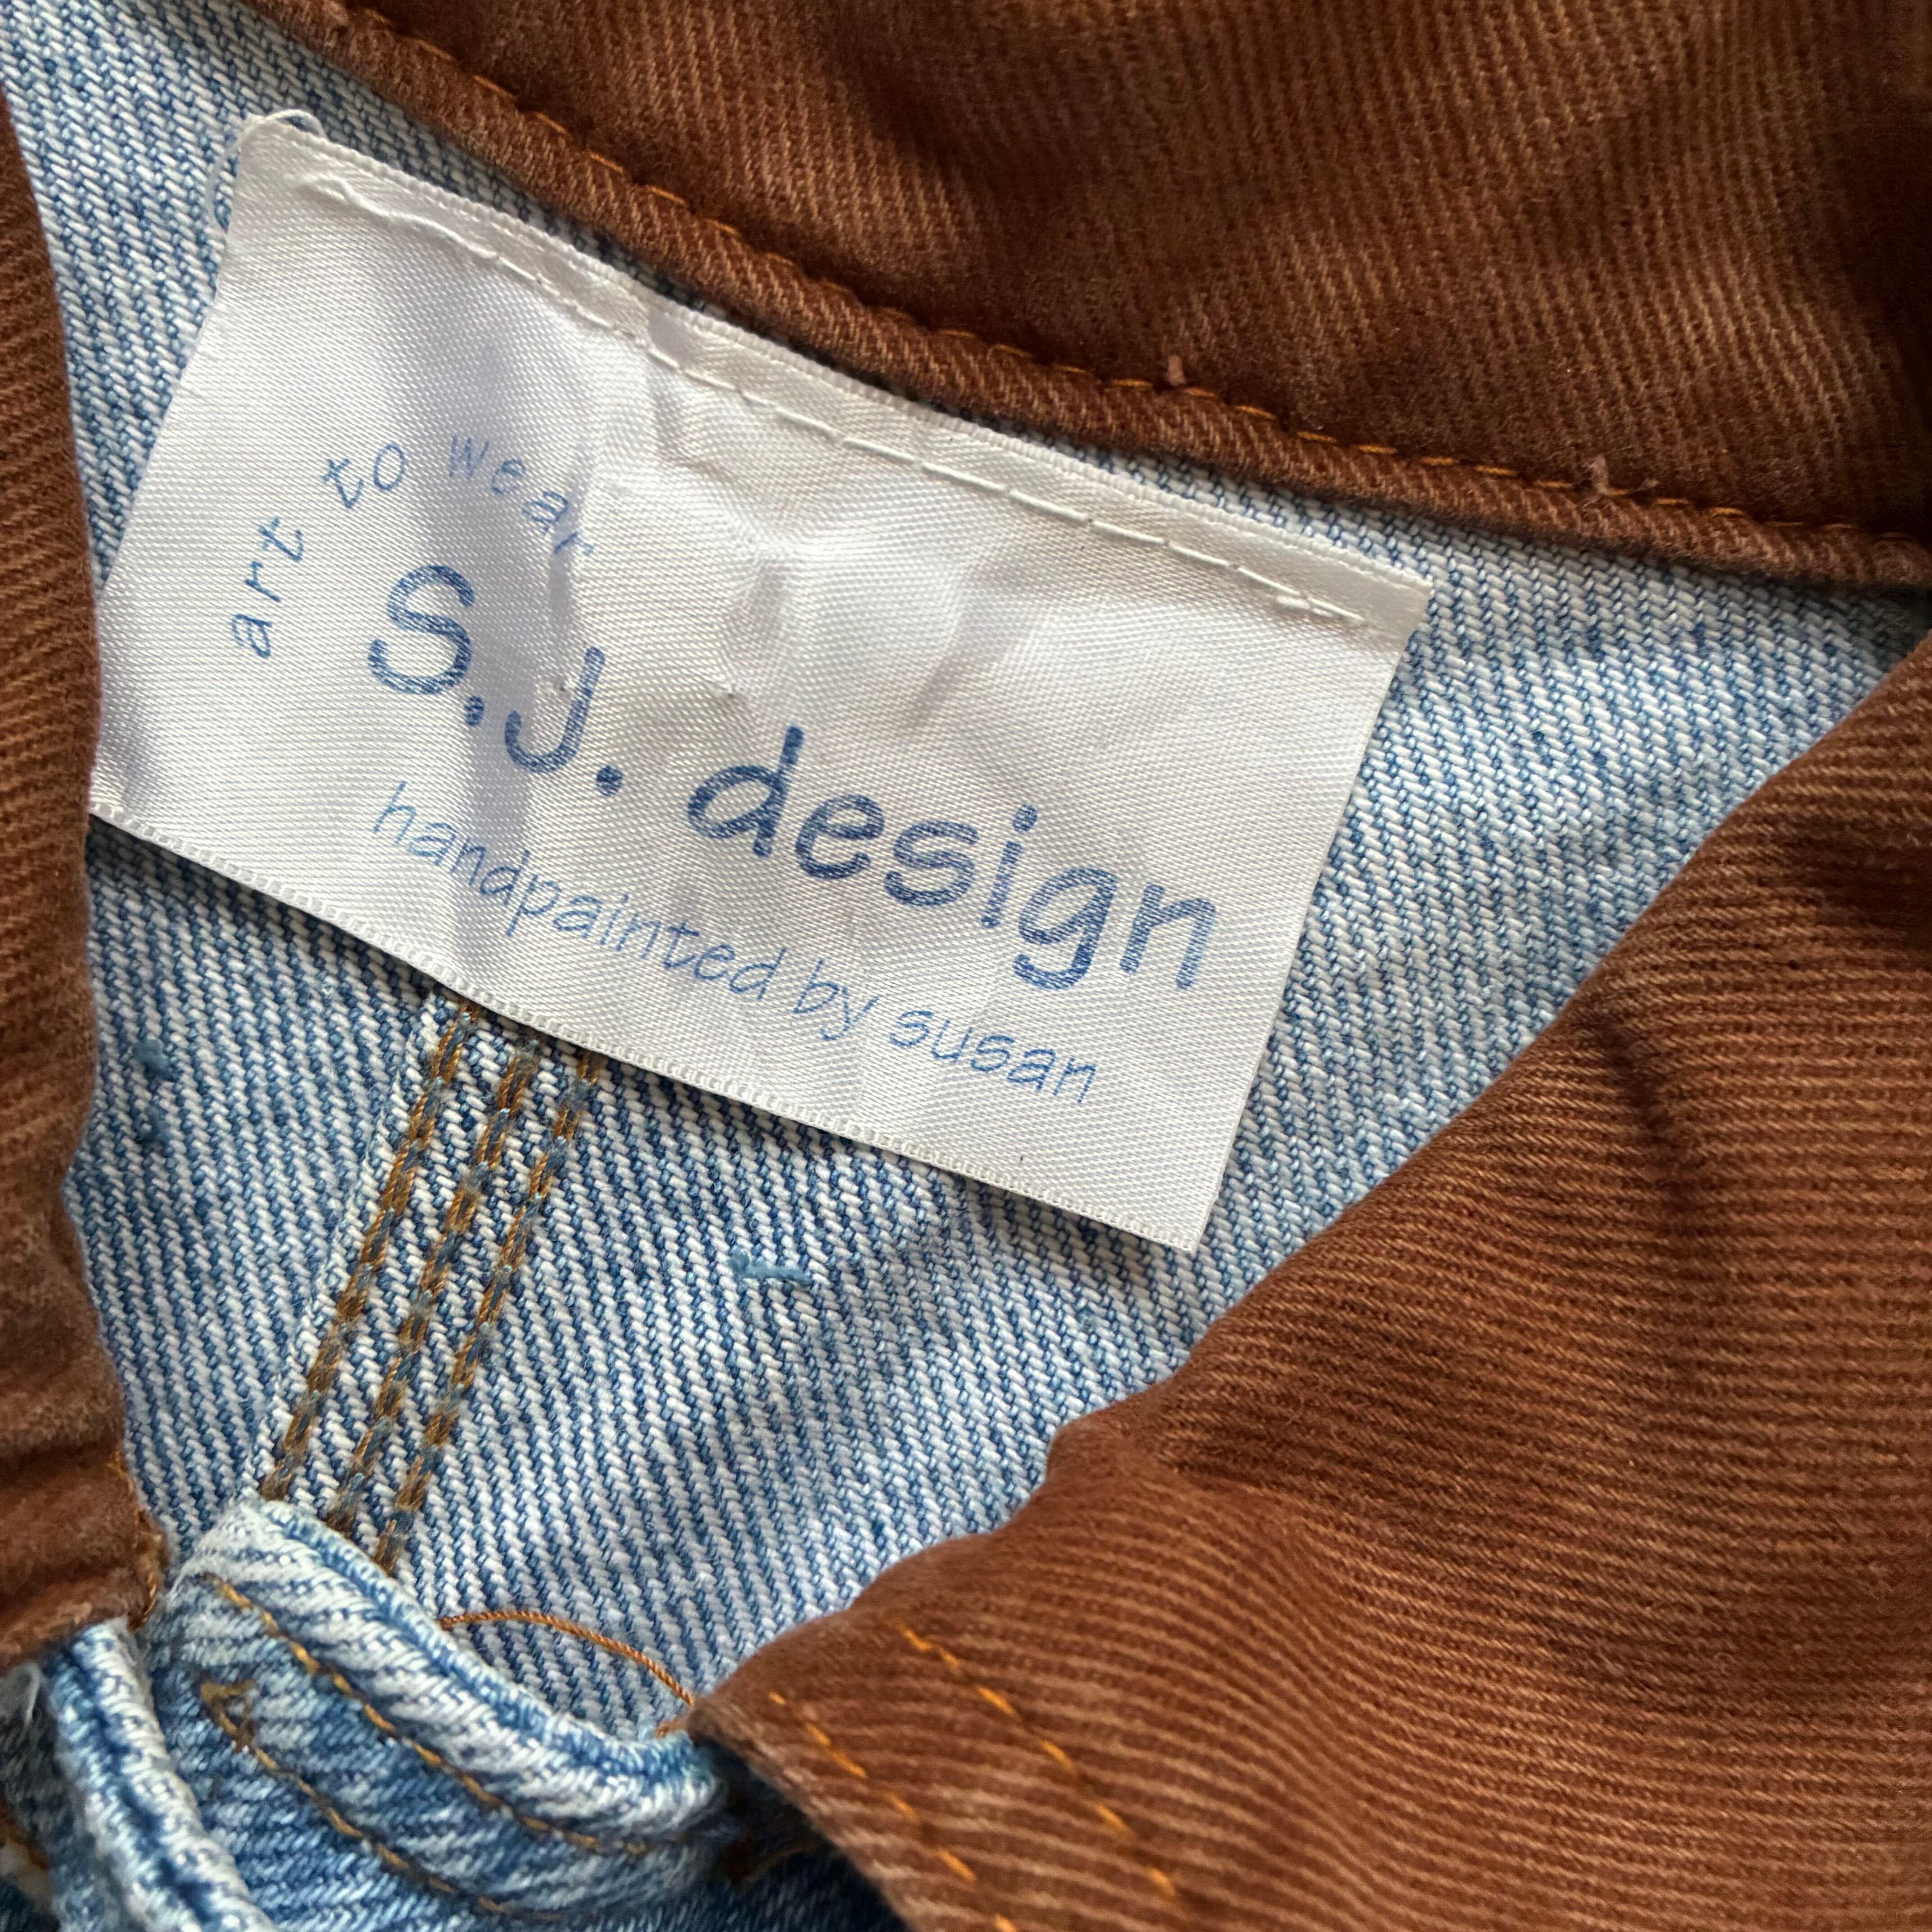 art to wear
S.J. design
handpainted by susan